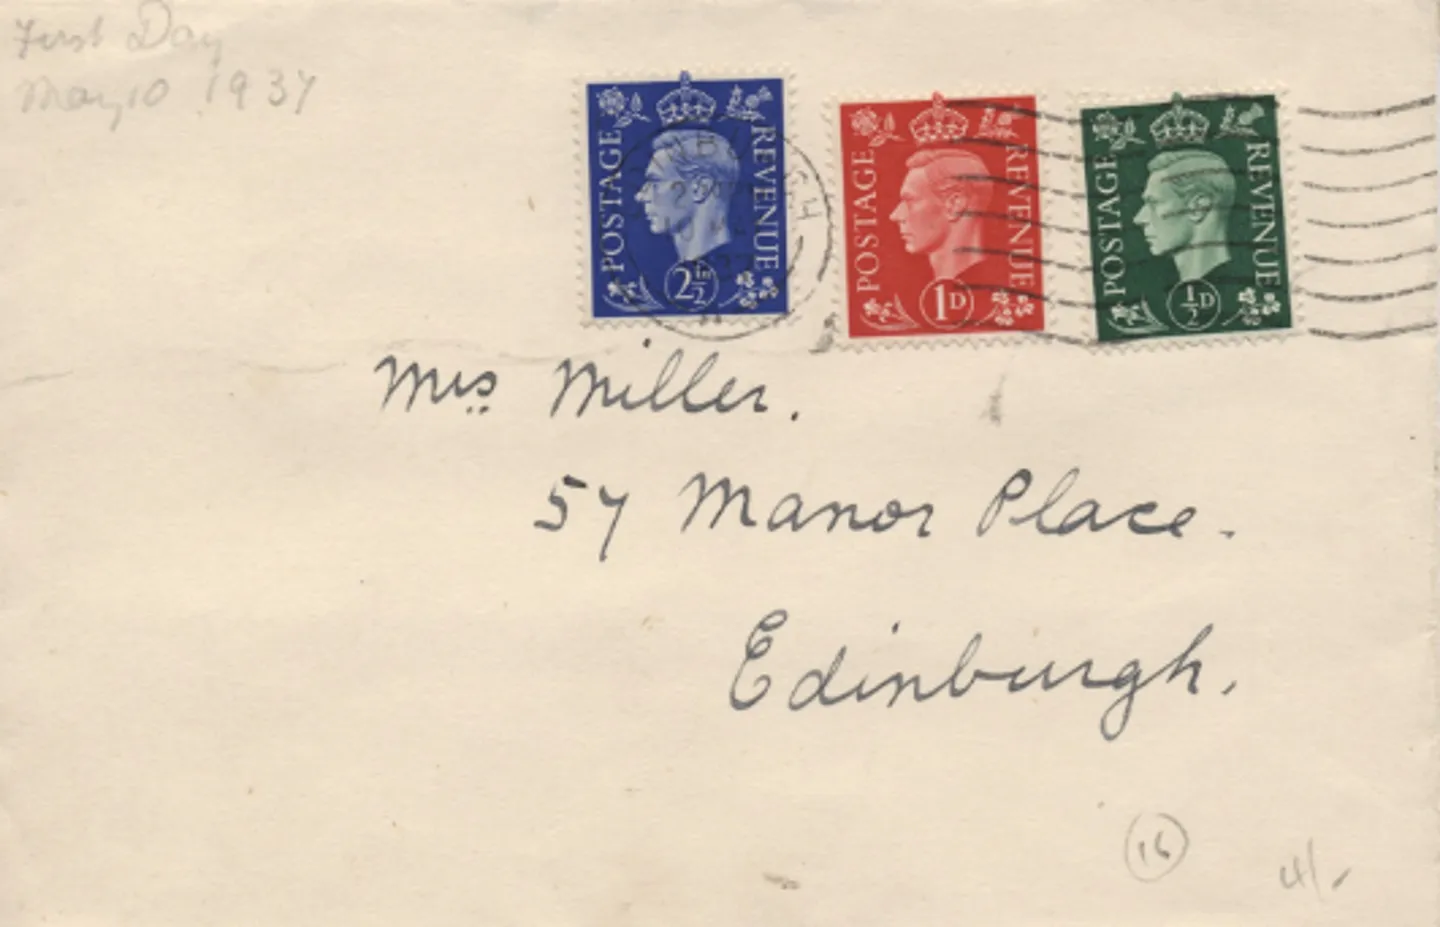 First Day
May 10 1937
POSTAGE REVENUE 2½D
POSTAGE REVENUE 1D
POSTAGE REVENUE ½D
Mrs Miller.
57 Manor Place.
Edinburgh.
16
4/-